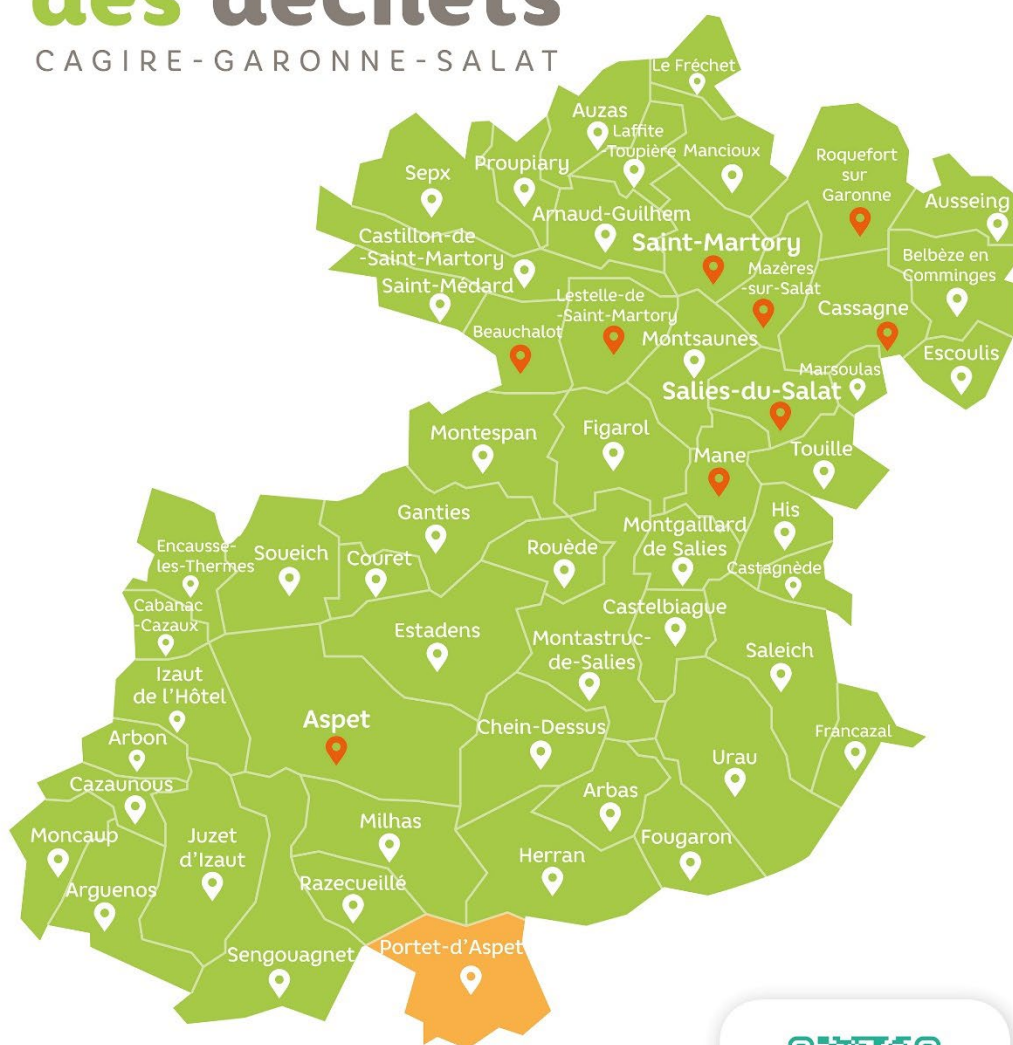 des déchets
CAGIRE-GARONNE-SALAT
Le Fréchet
Auzas
Laffite
-Toupière
Mancioux
Roquefort
sur
Garonne
Sepx
Proupiary
Ausseing
Arnaud-Guilhem
Castillon-de
-Saint-Martory
Saint-Martory
Belbèze en
Comminges
Mazères
-sur-Salat
Saint-Médard
Lestelle-de
-Saint-Martory
Cassagne
Beauchalot
Montsaunes
Escoulis
Marsoulas
Salies-du-Salat
Montespan
Figarol
Mane
Touille
Ganties
His
Montgaillard
de Salies
Encausse-
les-Thermes
Soueich
Couret
Rouède
Castagnède
Cabanac
-Cazaux
Castelbiague
Estadens
Montastruc-
de-Salies
Saleich
Izaut
de l'Hôtel
Aspet
Chein-Dessus
Francazal
Arbon
Urau
Cazaunous
Arbas
Moncaup
Juzet
d'Izaut
Milhas
Fougaron
Herran
Arguenos
Razecueillé
Sengouagnet
Portet-d'Aspet